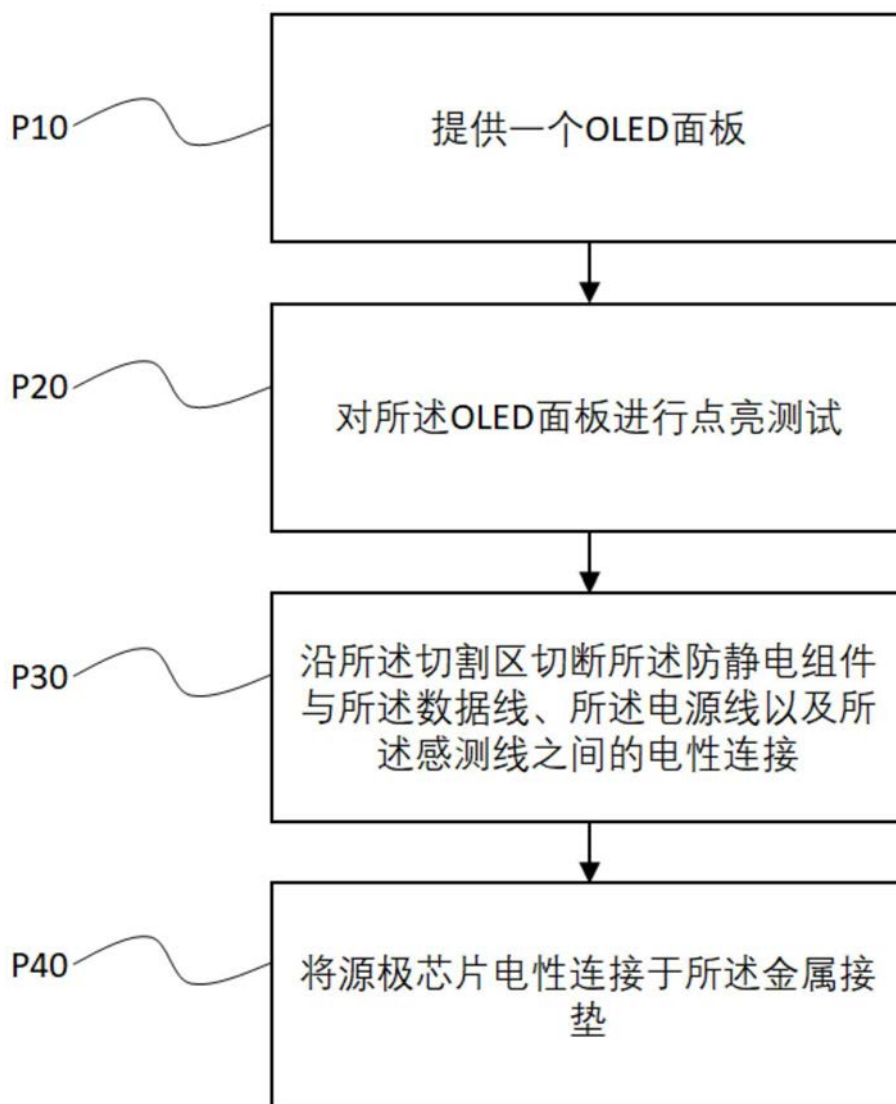 P10
提供一个OLED面板
P20
对所述OLED面板进行点亮测试
P30
沿所述切割区切断所述防静电组件
与所述数据线、所述电源线以及所
述感测线之间的电性连接
P40
将源极芯片电性连接于所述金属接
垫